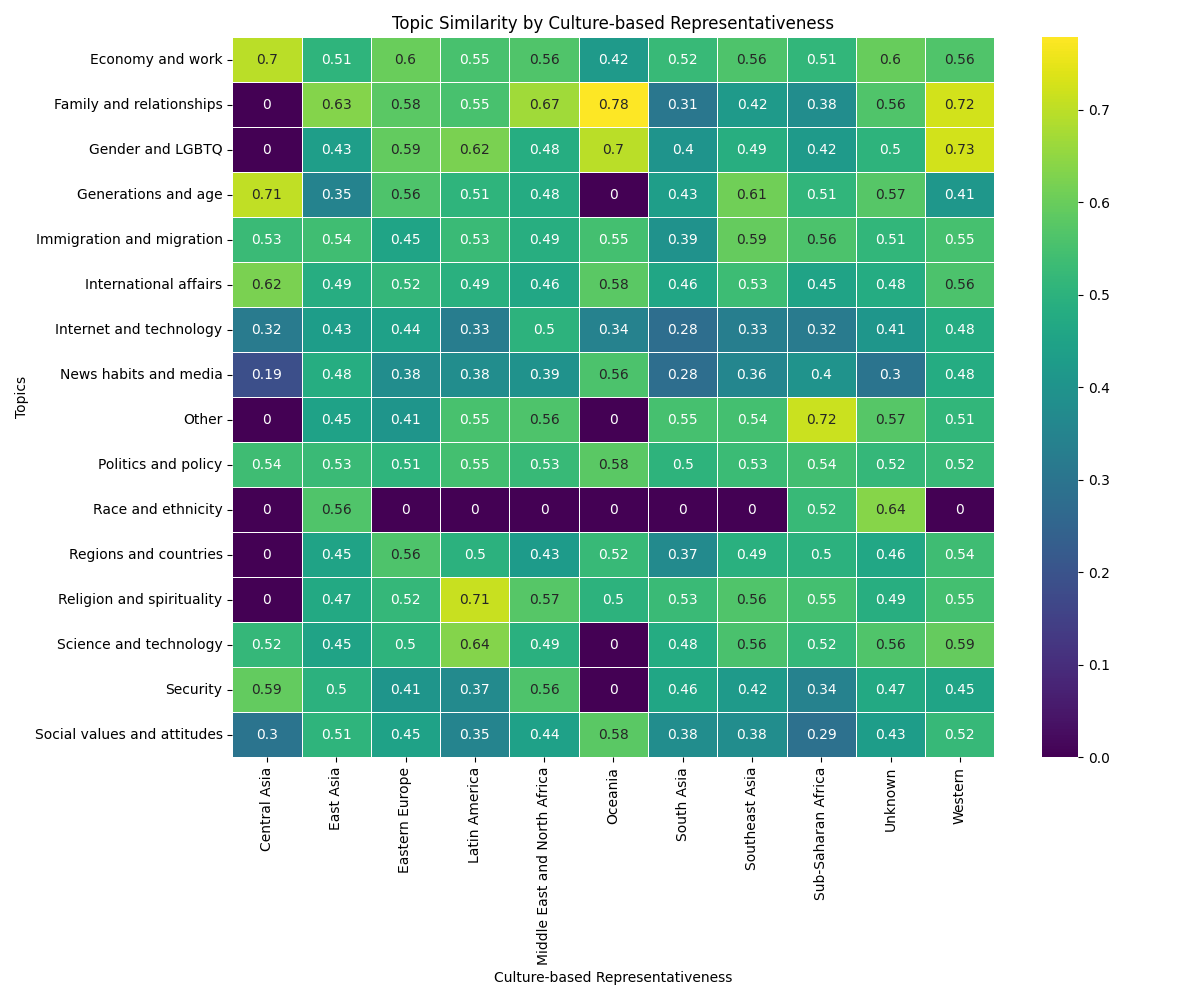 Topic Similarity by Culture-based Representativeness
Economy and work 0.7 0.51 0.6 0.55 0.56 0.42 0.52 0.56 0.51 0.6 0.56
Family and relationships 0 0.63 0.58 0.55 0.67 0.78 0.31 0.42 0.38 0.56 0.72
Gender and LGBTQ 0 0.43 0.59 0.62 0.48 0.7 0.4 0.49 0.42 0.5 0.73
Generations and age 0.71 0.35 0.56 0.51 0.48 0 0.43 0.61 0.51 0.57 0.41
Immigration and migration 0.53 0.54 0.45 0.53 0.49 0.55 0.39 0.59 0.56 0.51 0.55
International affairs 0.62 0.49 0.52 0.49 0.46 0.58 0.46 0.53 0.45 0.48 0.56
Internet and technology 0.32 0.43 0.44 0.33 0.5 0.34 0.28 0.33 0.32 0.41 0.48
News habits and media 0.19 0.48 0.38 0.38 0.39 0.56 0.28 0.36 0.4 0.3 0.48
Other 0 0.45 0.41 0.55 0.56 0 0.55 0.54 0.72 0.57 0.51
Politics and policy 0.54 0.53 0.51 0.55 0.53 0.58 0.5 0.53 0.54 0.52 0.52
Race and ethnicity 0 0.56 0 0 0 0 0 0 0.52 0.64 0
Regions and countries 0 0.45 0.56 0.5 0.43 0.52 0.37 0.49 0.5 0.46 0.54
Religion and spirituality 0 0.47 0.52 0.71 0.57 0.5 0.53 0.56 0.55 0.49 0.55
Science and technology 0.52 0.45 0.5 0.64 0.49 0 0.48 0.56 0.52 0.56 0.59
Security 0.59 0.5 0.41 0.37 0.56 0 0.46 0.42 0.34 0.47 0.45
Social values and attitudes 0.3 0.51 0.45 0.35 0.44 0.58 0.38 0.38 0.29 0.43 0.52
Topics
Central Asia
East Asia
Eastern Europe
Latin America
Middle East and North Africa
Oceania
South Asia
Southeast Asia
Sub-Saharan Africa
Unknown
Western
Culture-based Representativeness
0.7
0.6
0.5
0.4
0.3
0.2
0.1
0.0